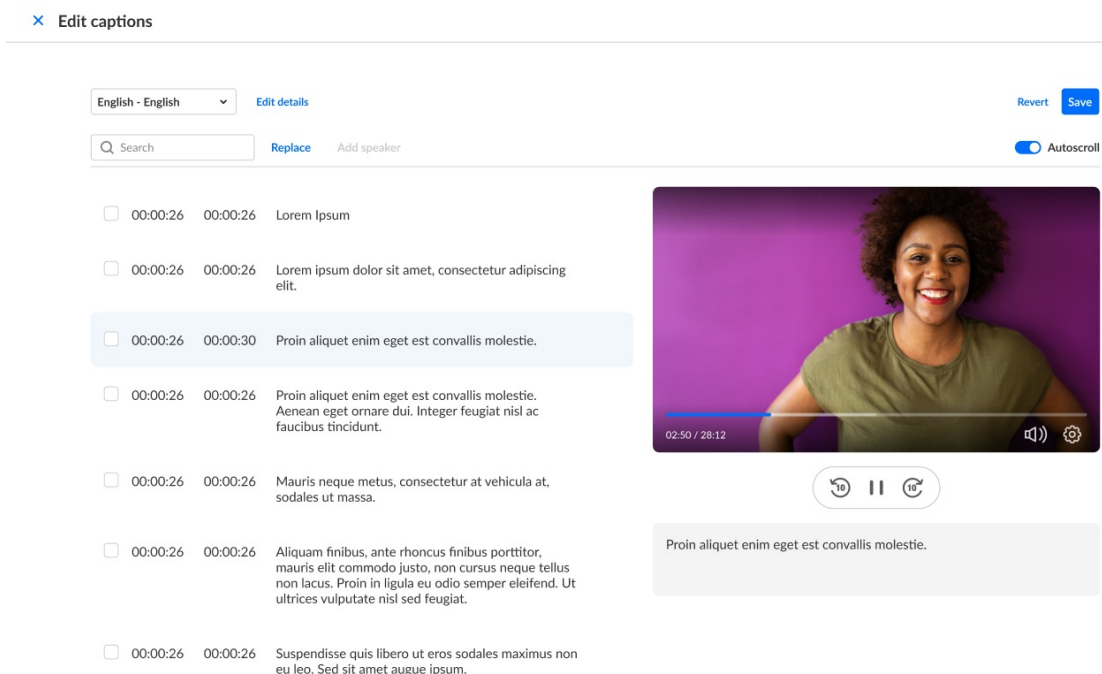 Edit captions
English - English
Edit details
Revert
Save
Search
Replace
Add speaker
Autoscroll
00:00:26 00:00:26 Lorem Ipsum
00:00:26 00:00:26 Lorem ipsum dolor sit amet, consectetur adipiscing
elit.
00:00:26 00:00:30 Proin aliquet enim eget est convallis molestie.
00:00:26 00:00:26 Proin aliquet enim eget est convallis molestie.
Aenean eget ornare dui. Integer feugiat nisl ac
faucibus tincidunt.
00:00:26 00:00:26 Mauris neque metus, consectetur at vehicula at,
sodales ut massa.
00:00:26 00:00:26 Aliquam finibus, ante rhoncus finibus porttitor,
mauris elit commodo justo, non cursus neque tellus
non lacus. Proin in ligula eu odio semper eleifend. Ut
ultrices vulputate nisl sed feugiat.
00:00:26 00:00:26 Suspendisse quis libero ut eros sodales maximus non
eu leo. Sed sit amet augue ipsum.
02:50 / 28:12
10
10
Proin aliquet enim eget est convallis molestie.